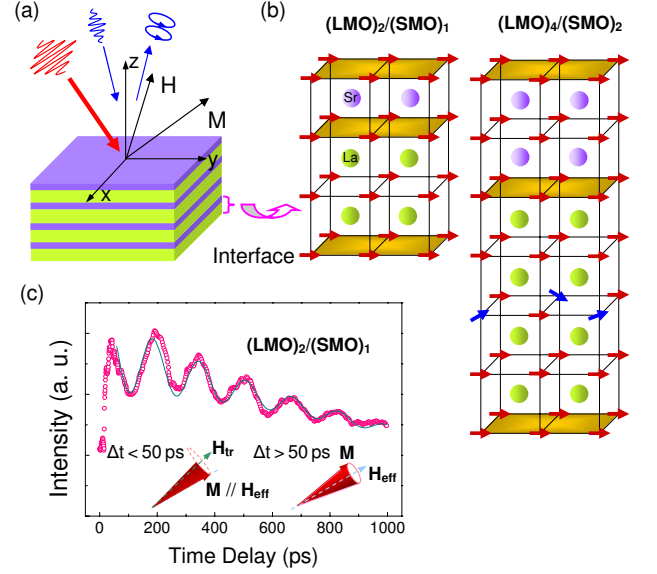 (a)
z
H
M
y
x
Interface
(b)
(LMO)2/(SMO)1
(LMO)4/(SMO)2
Sr
La
(c)
(LMO)2/(SMO)1
Intensity (a. u.)
Δt < 50 ps
Htr
M // Heff
Δt > 50 ps
M
Heff
0 200 400 600 800 1000
Time Delay (ps)